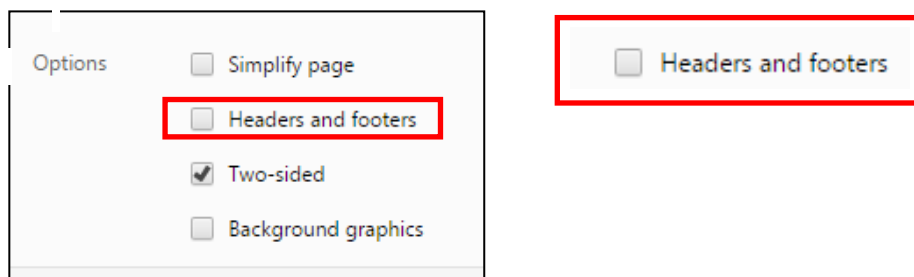 Options
Simplify page
Headers and footers
Two-sided
Background graphics
Headers and footers